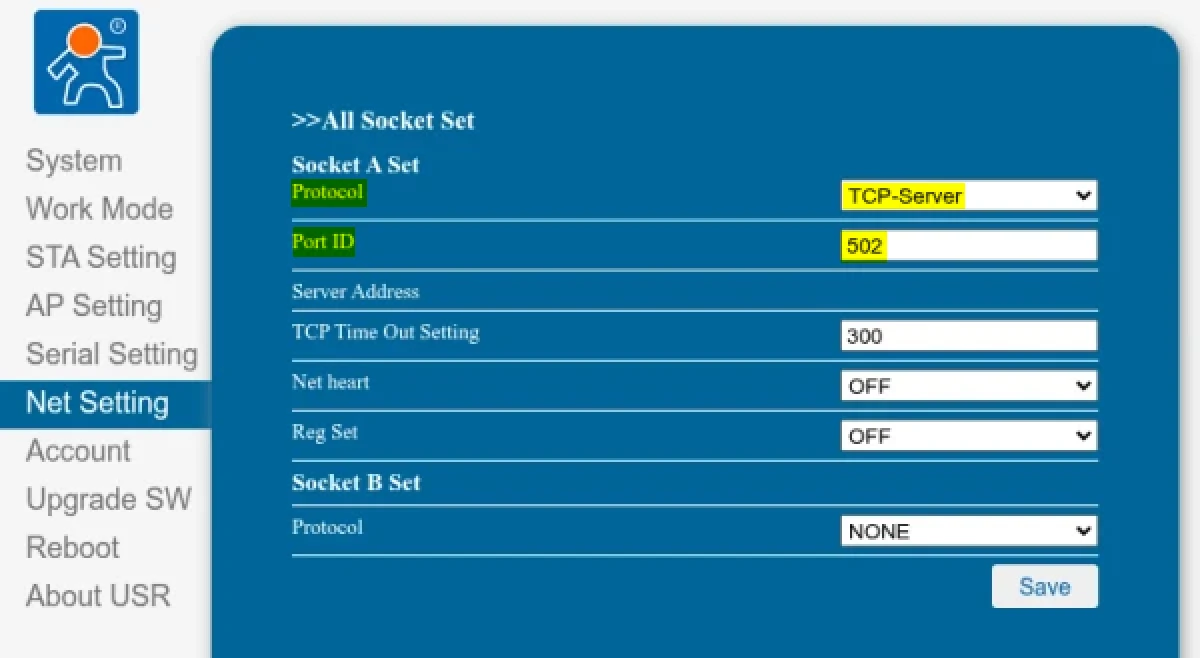 ®
System
Work Mode
STA Setting
AP Setting
Serial Setting
Net Setting
Account
Upgrade SW
Reboot
About USR
>>All Socket Set
Socket A Set
Protocol TCP-Server
Port ID 502
Server Address
TCP Time Out Setting 300
Net heart OFF
Reg Set OFF
Socket B Set
Protocol NONE
Save